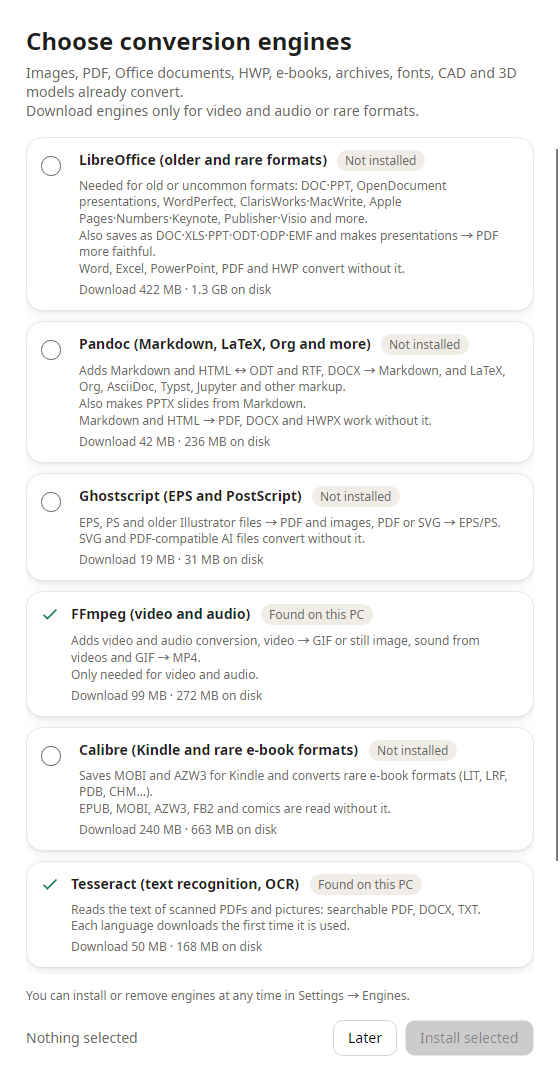 Choose conversion engines
Images, PDF, Office documents, HWP, e-books, archives, fonts, CAD and 3D
models already convert.
Download engines only for video and audio or rare formats.
LibreOffice (older and rare formats) Not installed
Needed for old or uncommon formats: DOC·PPT, OpenDocument
presentations, WordPerfect, ClarisWorks·MacWrite, Apple
Pages·Numbers·Keynote, Publisher·Visio and more.
Also saves as DOC·XLS·PPT·ODT·ODP·EMF and makes presentations → PDF
more faithful.
Word, Excel, PowerPoint, PDF and HWP convert without it.
Download 422 MB · 1.3 GB on disk
Pandoc (Markdown, LaTeX, Org and more) Not installed
Adds Markdown and HTML ↔ ODT and RTF, DOCX → Markdown, and LaTeX,
Org, AsciiDoc, Typst, Jupyter and other markup.
Also makes PPTX slides from Markdown.
Markdown and HTML → PDF, DOCX and HWPX work without it.
Download 42 MB · 236 MB on disk
Ghostscript (EPS and PostScript) Not installed
EPS, PS and older Illustrator files → PDF and images, PDF or SVG → EPS/PS.
SVG and PDF-compatible AI files convert without it.
Download 19 MB · 31 MB on disk
FFmpeg (video and audio) Found on this PC
Adds video and audio conversion, video → GIF or still image, sound from
videos and GIF → MP4.
Only needed for video and audio.
Download 99 MB · 272 MB on disk
Calibre (Kindle and rare e-book formats) Not installed
Saves MOBI and AZW3 for Kindle and converts rare e-book formats (LIT, LRF,
PDB, CHM…).
EPUB, MOBI, AZW3, FB2 and comics are read without it.
Download 240 MB · 663 MB on disk
Tesseract (text recognition, OCR) Found on this PC
Reads the text of scanned PDFs and pictures: searchable PDF, DOCX, TXT.
Each language downloads the first time it is used.
Download 50 MB · 168 MB on disk
You can install or remove engines at any time in Settings → Engines.
Nothing selected Later Install selected